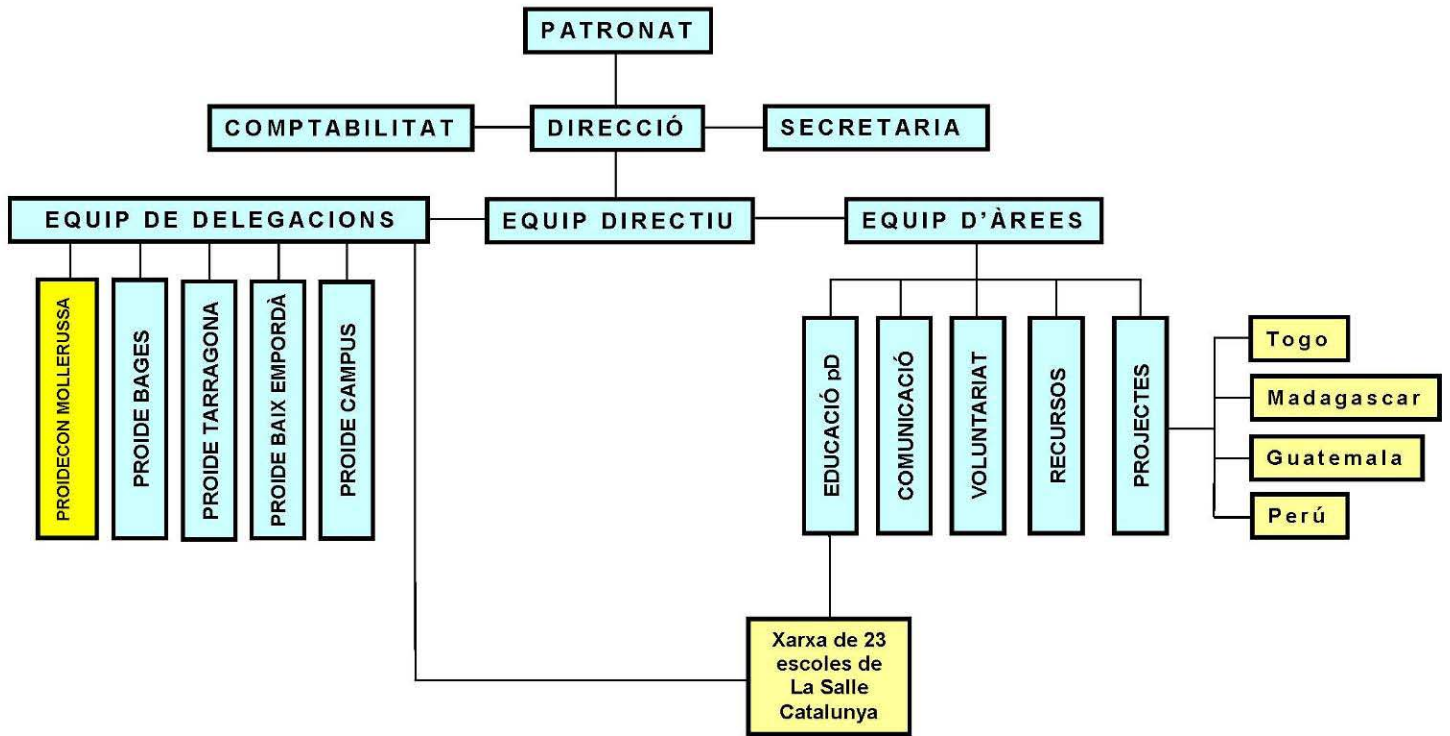 PATRONAT
COMPTABILITAT
DIRECCIÓ
SECRETARIA
EQUIP DE DELEGACIONS
EQUIP DIRECTIU
EQUIP D'ÀREES
PROIDECON MOLLERUSSA
PROIDE BAGES
PROIDE TARRAGONA
PROIDE BAIX EMPORDÀ
PROIDE CAMPUS
EDUCACIÓ pD
COMUNICACIÓ
VOLUNTARIAT
RECURSOS
PROJECTES
Togo
Madagascar
Guatemala
Perú
Xarxa de 23
escoles de
La Salle
Catalunya